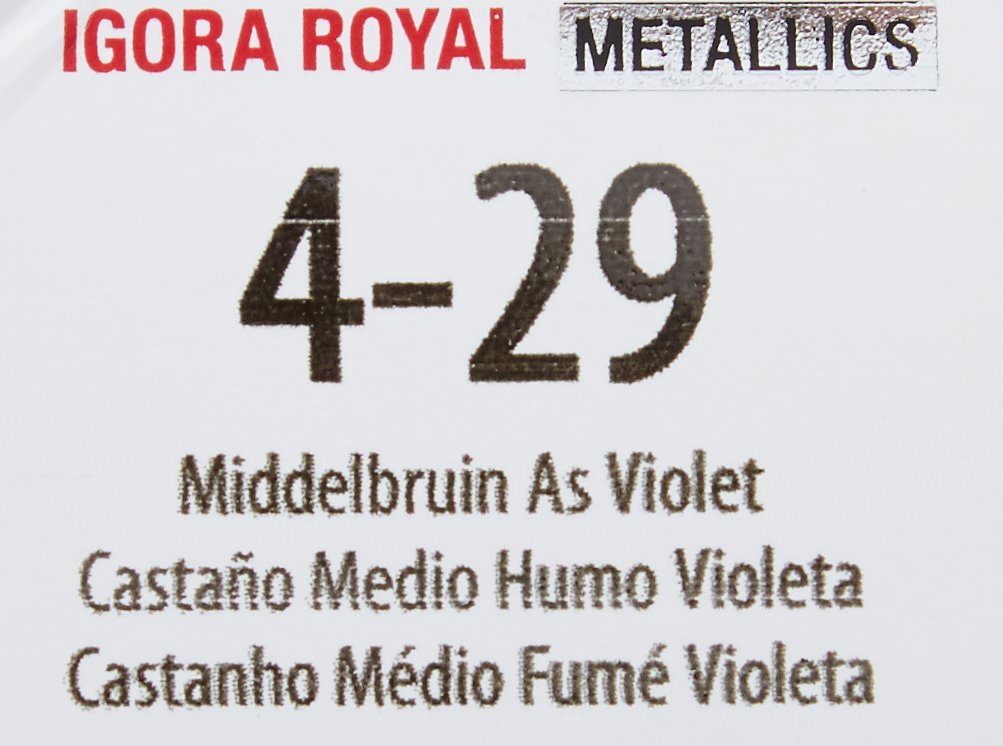 IGORA ROYAL METALLICS
4-29
Middelbruin As Violet
Castaño Medio Humo Violeta
Castanho Médio Fumé Violeta